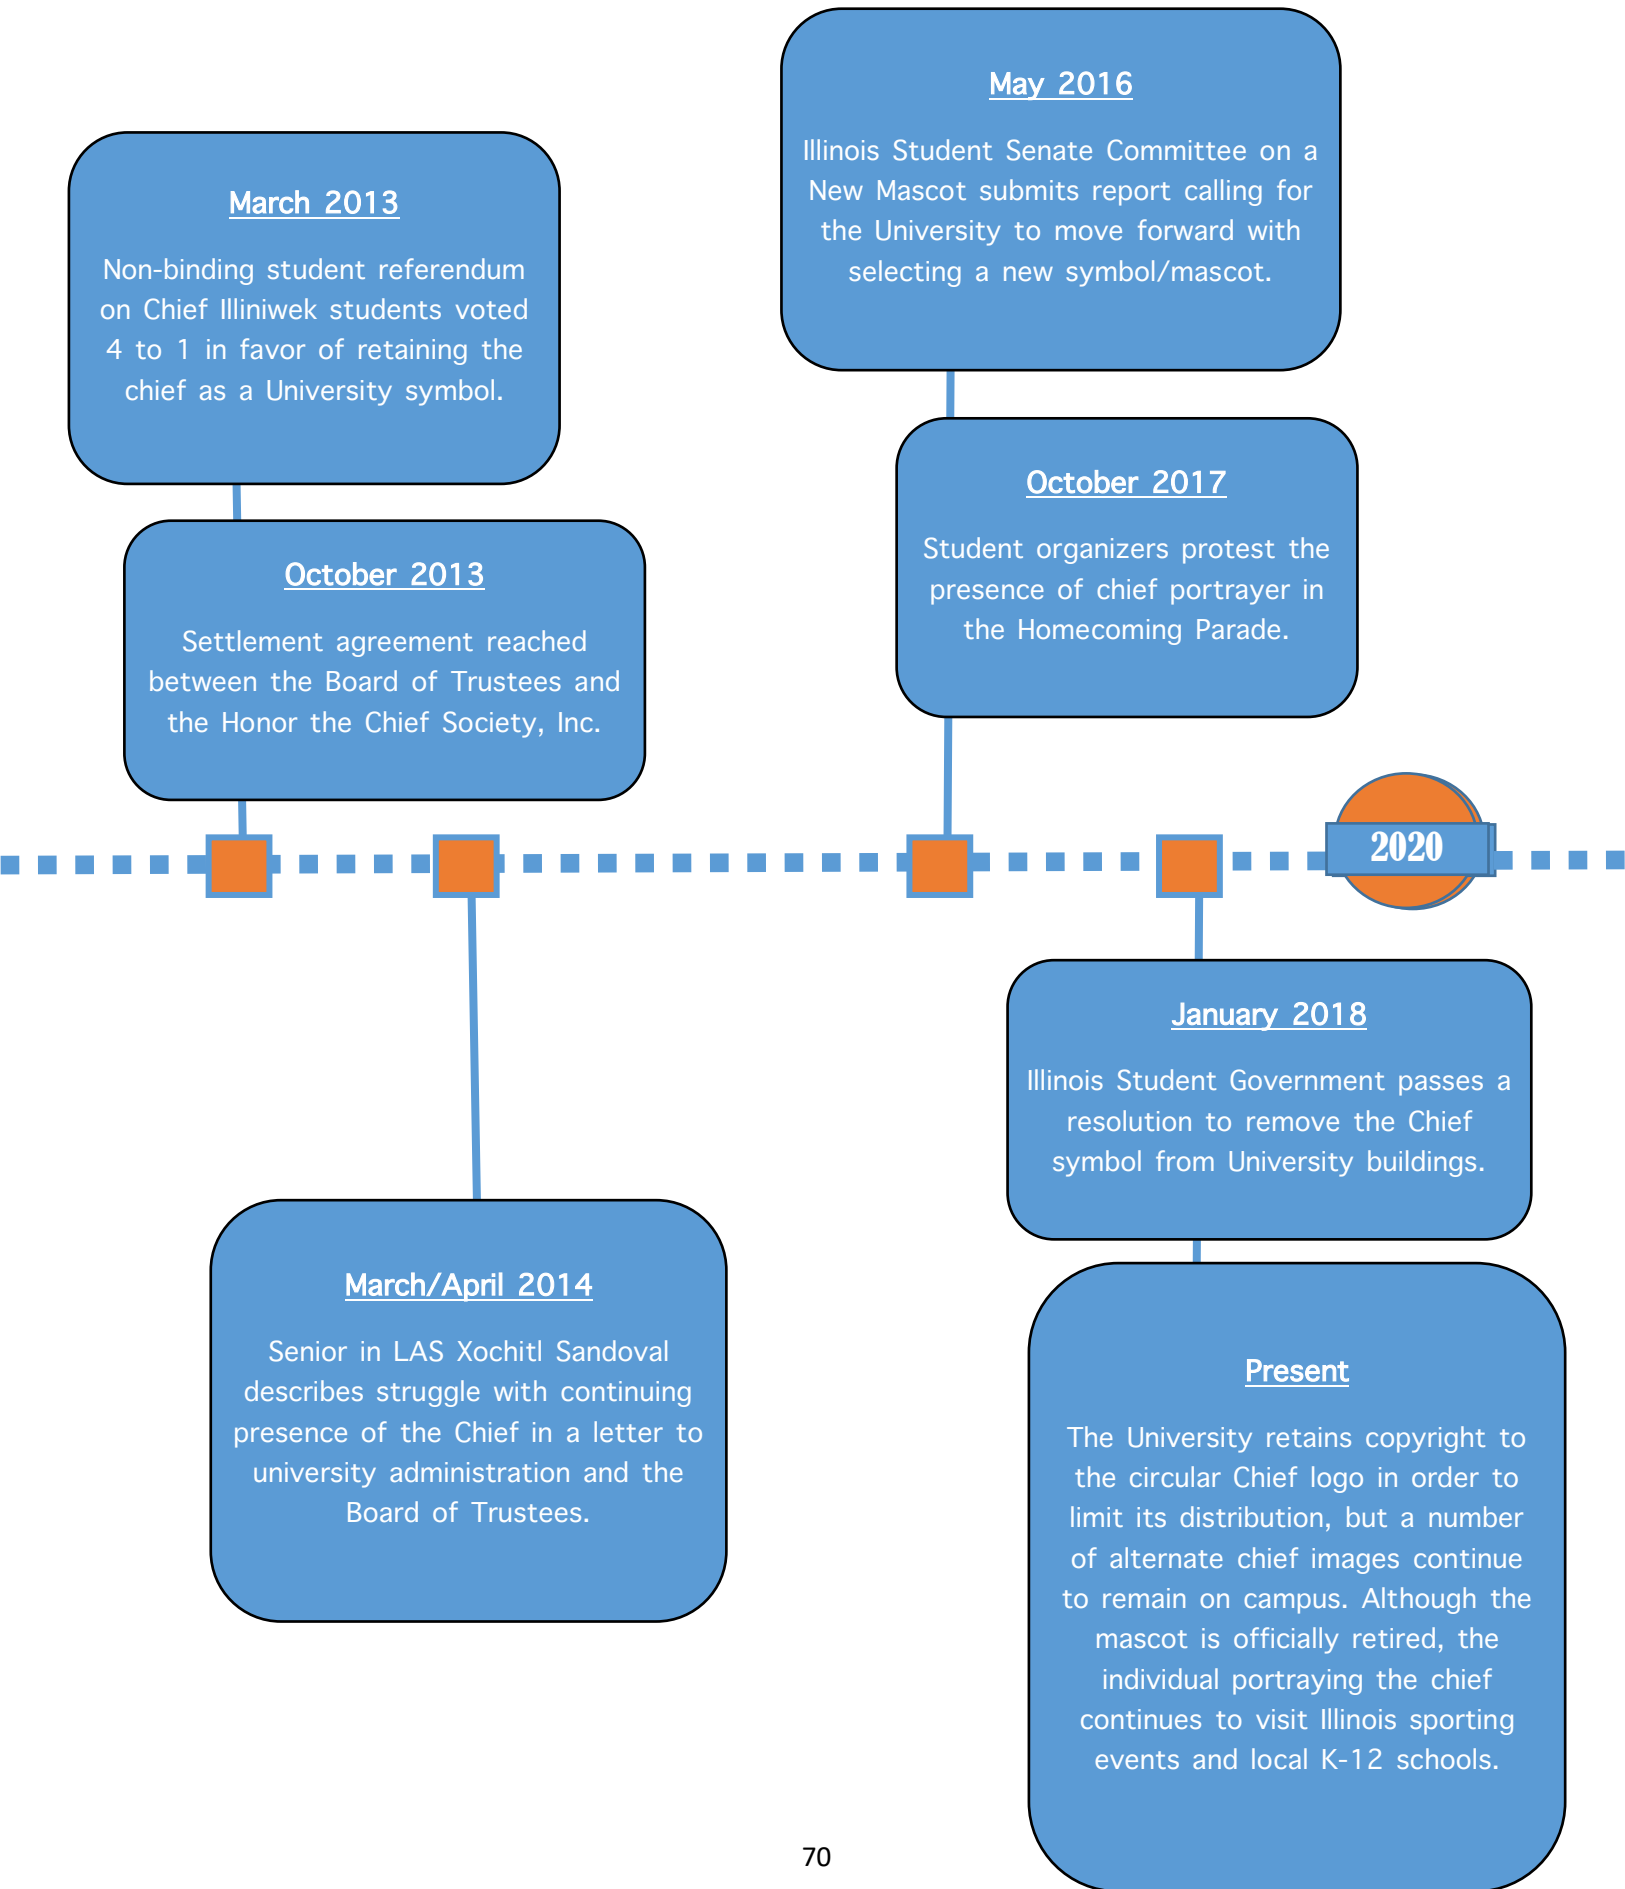 March 2013
Non-binding student referendum
on Chief Illiniwek students voted
4 to 1 in favor of retaining the
chief as a University symbol.
October 2013
Settlement agreement reached
between the Board of Trustees and
the Honor the Chief Society, Inc.
March/April 2014
Senior in LAS Xochitl Sandoval
describes struggle with continuing
presence of the Chief in a letter to
university administration and the
Board of Trustees.
May 2016
Illinois Student Senate Committee on a
New Mascot submits report calling for
the University to move forward with
selecting a new symbol/mascot.
October 2017
Student organizers protest the
presence of chief portrayer in
the Homecoming Parade.
2020
January 2018
Illinois Student Government passes a
resolution to remove the Chief
symbol from University buildings.
Present
The University retains copyright to
the circular Chief logo in order to
limit its distribution, but a number
of alternate chief images continue
to remain on campus. Although the
mascot is officially retired, the
individual portraying the chief
continues to visit Illinois sporting
events and local K-12 schools.
70